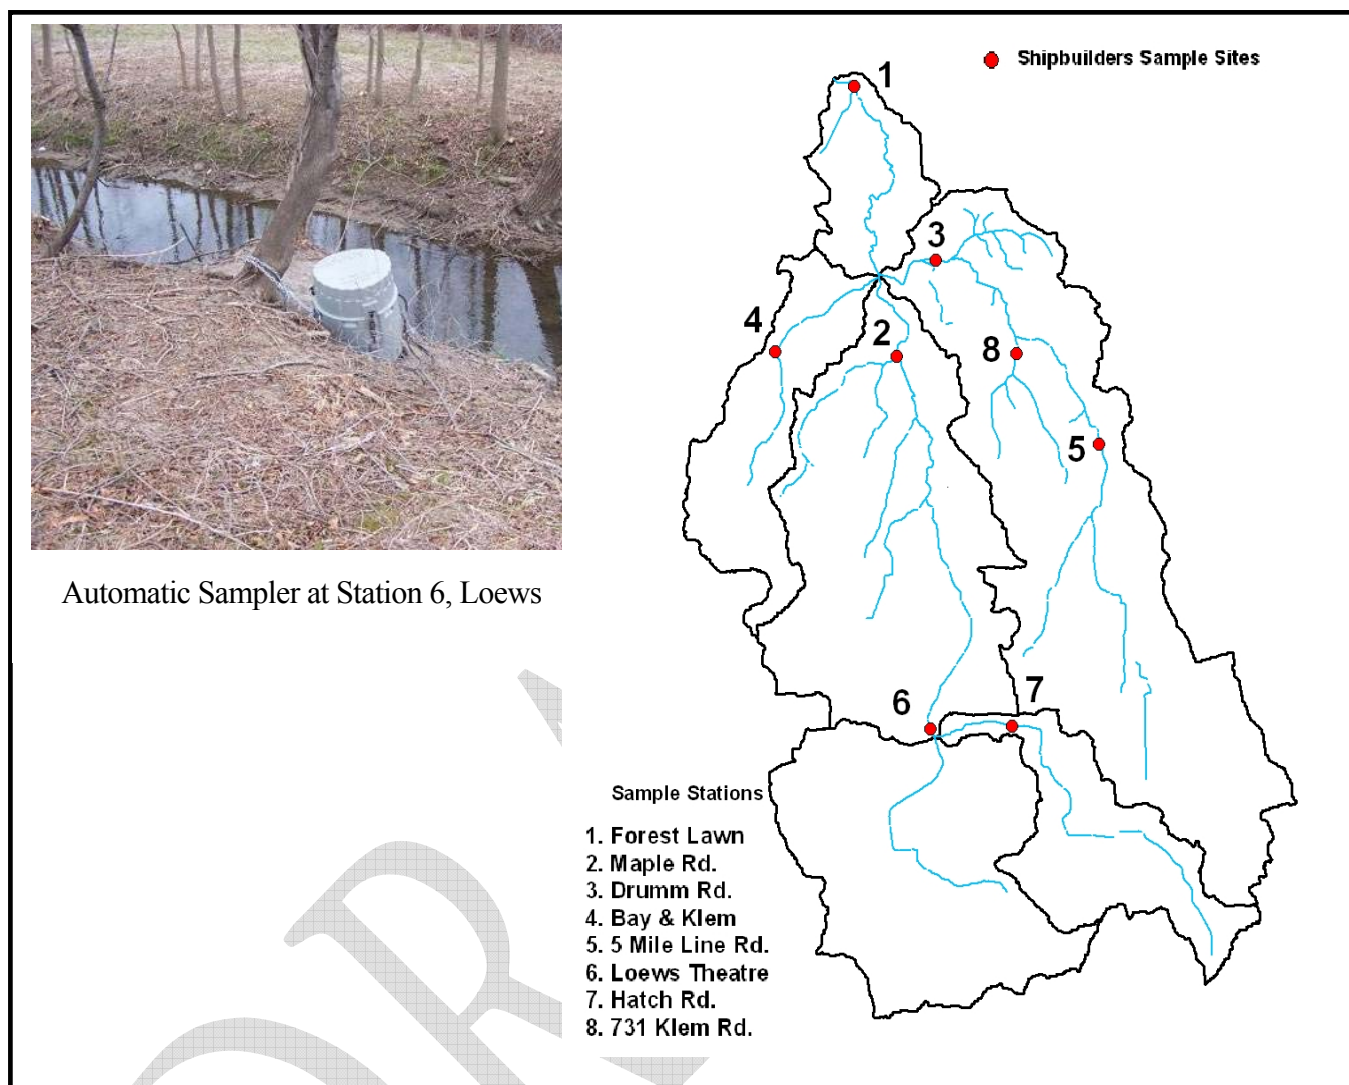 Shipbuilders Sample Sites
1
3
4
2
8
5
6
7
Automatic Sampler at Station 6, Loews
Sample Stations
1. Forest Lawn
2. Maple Rd.
3. Drumm Rd.
4. Bay & Klem
5. 5 Mile Line Rd.
6. Loews Theatre
7. Hatch Rd.
8. 731 Klem Rd.